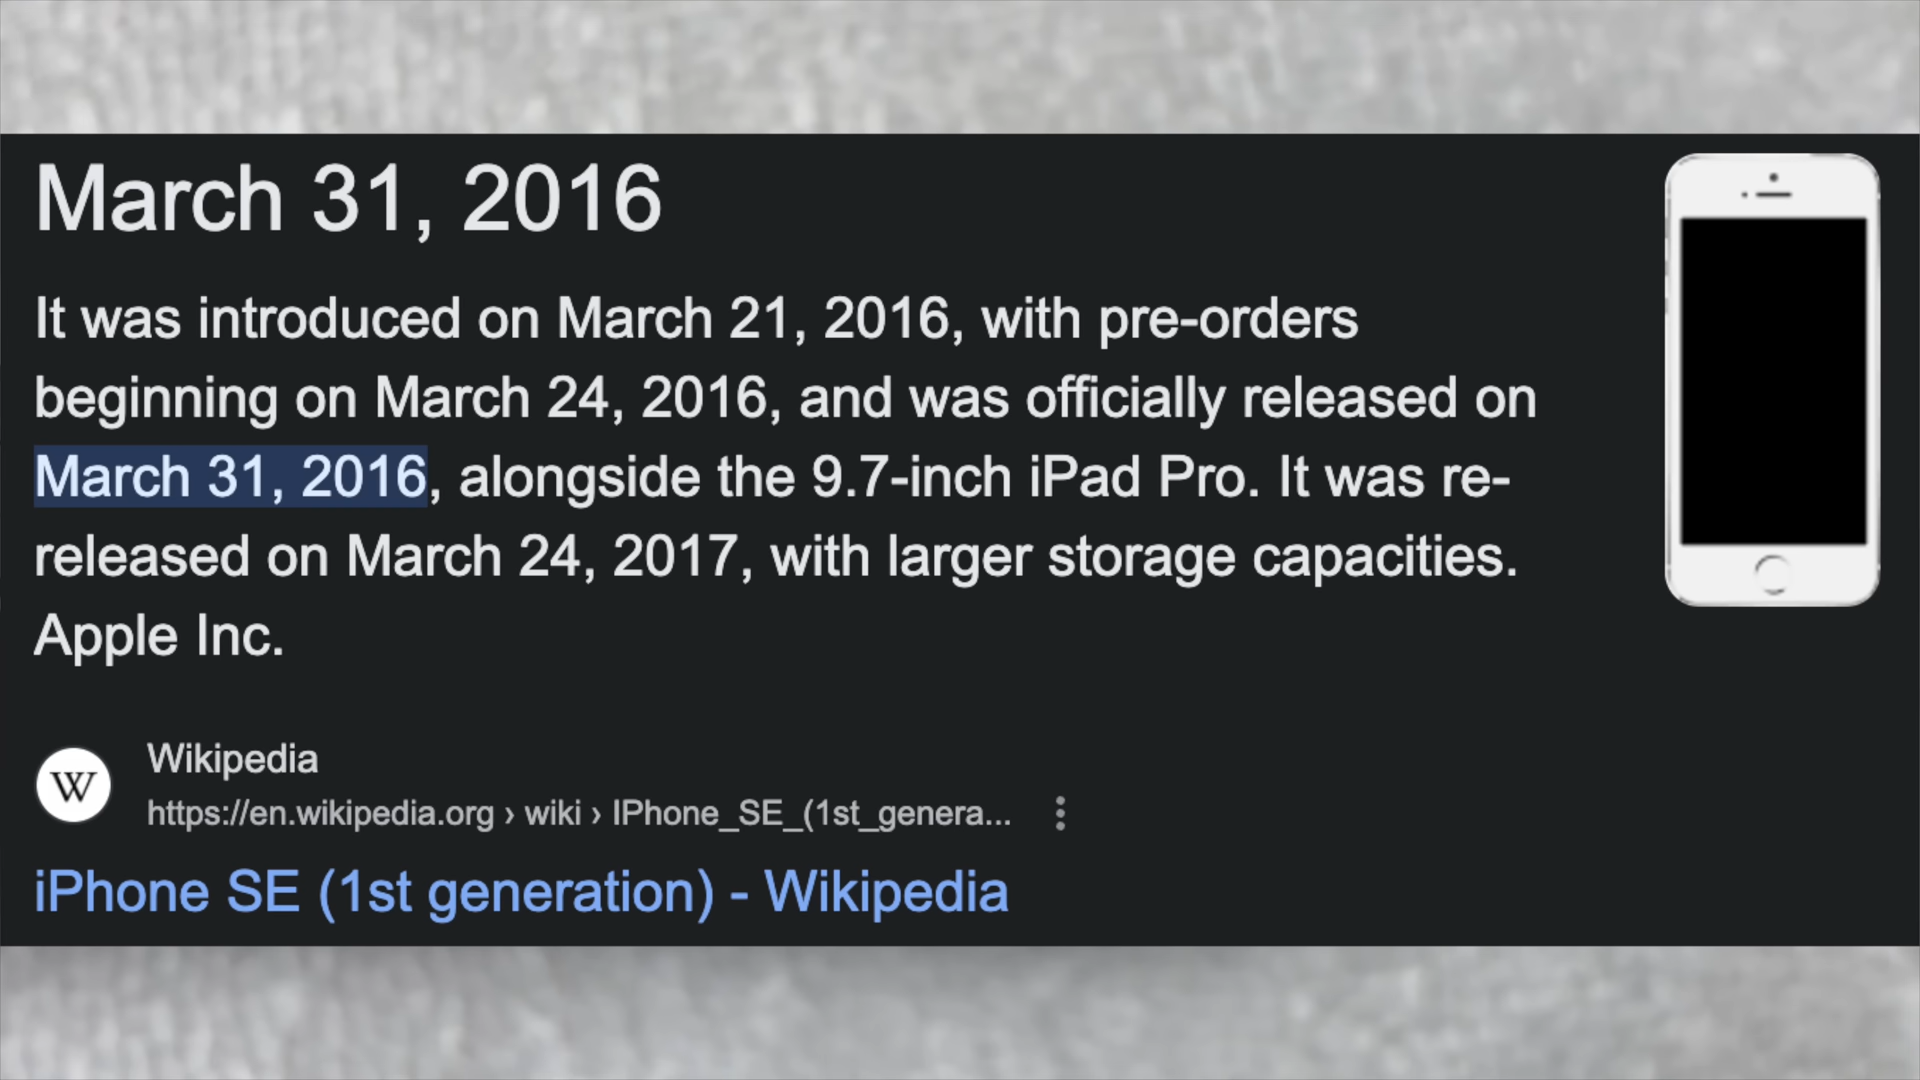 March 31, 2016
It was introduced on March 21, 2016, with pre-orders
beginning on March 24, 2016, and was officially released on
March 31, 2016, alongside the 9.7-inch iPad Pro. It was re-
released on March 24, 2017, with larger storage capacities.
Apple Inc.
W
Wikipedia
https://en.wikipedia.org › wiki › IPhone_SE_(1st_genera...
iPhone SE (1st generation) - Wikipedia